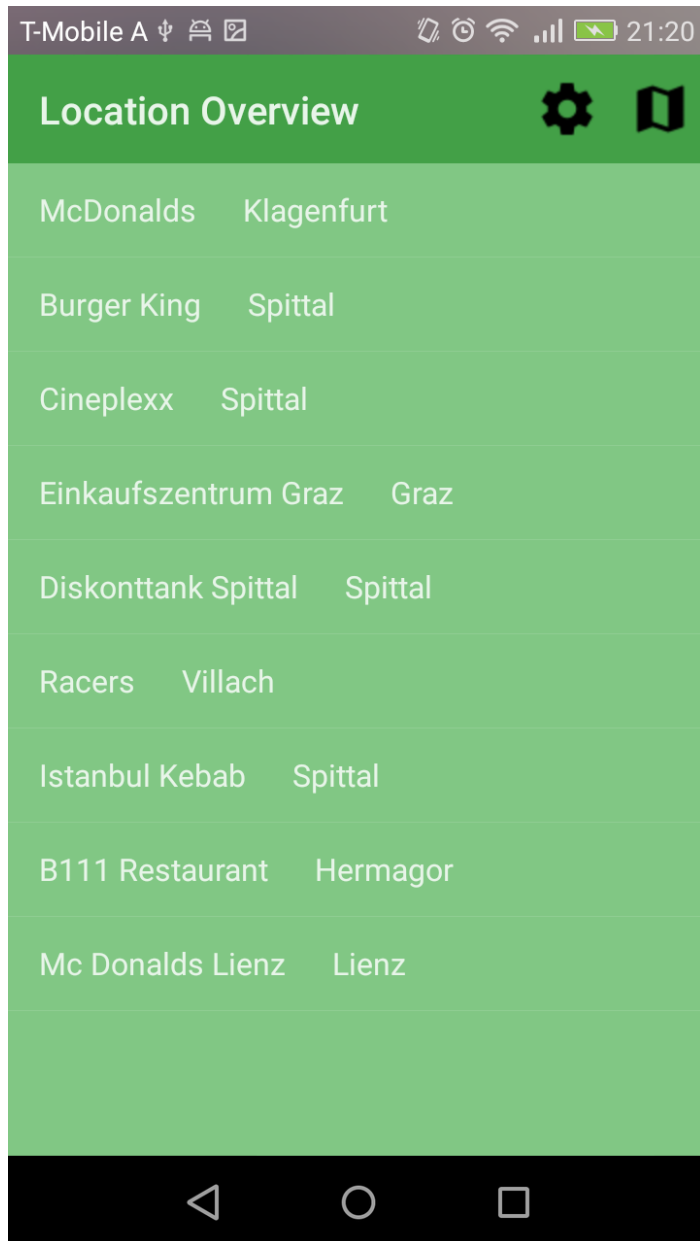 T-Mobile A 21:20
Location Overview
McDonalds Klagenfurt
Burger King Spittal
Cineplexx Spittal
Einkaufszentrum Graz Graz
Diskonttank Spittal Spittal
Racers Villach
Istanbul Kebab Spittal
B111 Restaurant Hermagor
Mc Donalds Lienz Lienz